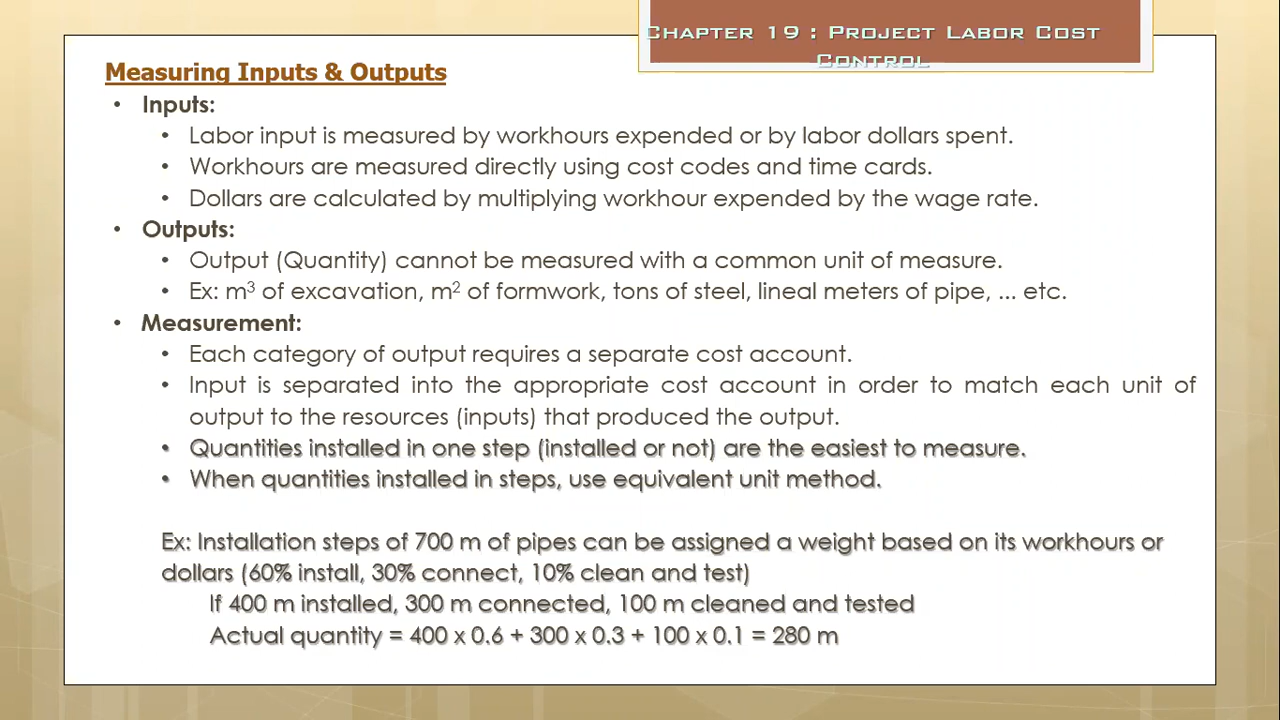 Chapter 19 : Project Labor Cost
Control
Measuring Inputs & Outputs
• Inputs:
• Labor input is measured by workhours expended or by labor dollars spent.
• Workhours are measured directly using cost codes and time cards.
• Dollars are calculated by multiplying workhour expended by the wage rate.
• Outputs:
• Output (Quantity) cannot be measured with a common unit of measure.
• Ex: m³ of excavation, m² of formwork, tons of steel, lineal meters of pipe, ... etc.
• Measurement:
• Each category of output requires a separate cost account.
• Input is separated into the appropriate cost account in order to match each unit of
output to the resources (inputs) that produced the output.
• Quantities installed in one step (installed or not) are the easiest to measure.
• When quantities installed in steps, use equivalent unit method.
Ex: Installation steps of 700 m of pipes can be assigned a weight based on its workhours or
dollars (60% install, 30% connect, 10% clean and test)
If 400 m installed, 300 m connected, 100 m cleaned and tested
Actual quantity = 400 x 0.6 + 300 x 0.3 + 100 x 0.1 = 280 m